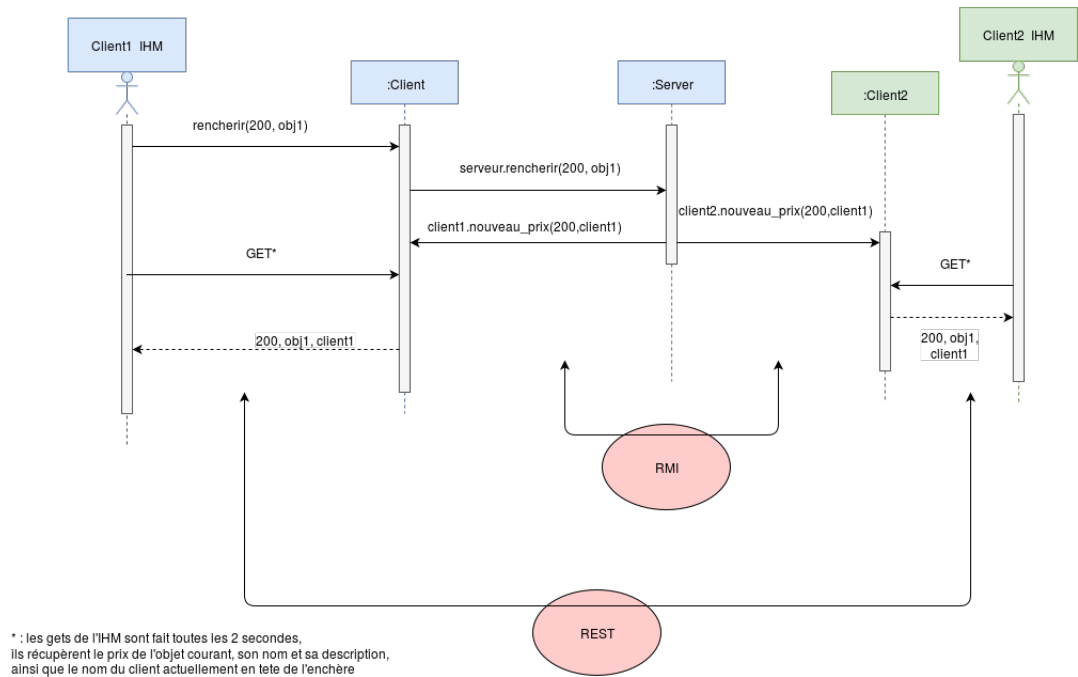 Client1 IHM
Client2 IHM
:Client
:Server
:Client2
rencherir(200, obj1)
serveur.rencherir(200, obj1)
client2.nouveau_prix(200,client1)
client1.nouveau_prix(200,client1)
GET*
GET*
200, obj1, client1
200, obj1,
client1
RMI
REST
* : les gets de l'IHM sont fait toutes les 2 secondes,
ils récupèrent le prix de l'objet courant, son nom et sa description,
ainsi que le nom du client actuellement en tete de l'enchère